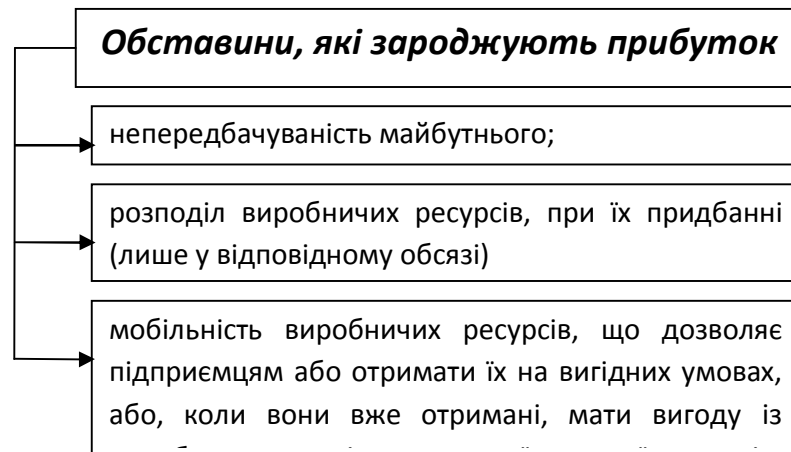 Обставини, які зароджують прибуток
непередбачуваність майбутнього;
розподіл виробничих ресурсів, при їх придбанні
(лише у відповідному обсязі)
мобільність виробничих ресурсів, що дозволяє
підприємцям або отримати їх на вигідних умовах,
або, коли вони вже отримані, мати вигоду із